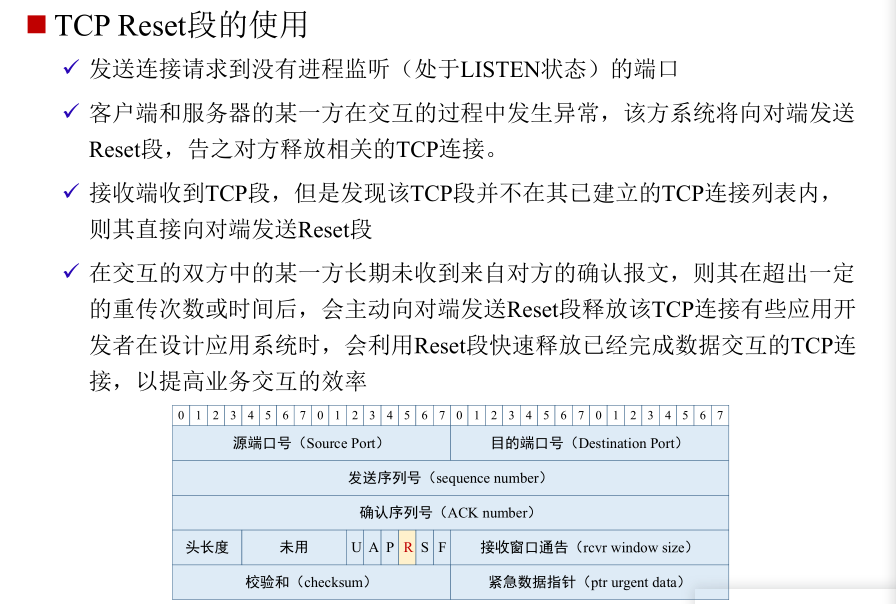 TCP Reset段的使用
发送连接请求到没有进程监听（处于LISTEN状态）的端口
客户端和服务器的某一方在交互的过程中发生异常，该方系统将向对端发送
Reset段，告之对方释放相关的TCP连接。
接收端收到TCP段，但是发现该TCP段并不在其已建立的TCP连接列表内，
则其直接向对端发送Reset段
在交互的双方中的某一方长期未收到来自对方的确认报文，则其在超出一定
的重传次数或时间后，会主动向对端发送Reset段释放该TCP连接有些应用开
发者在设计应用系统时，会利用Reset段快速释放已经完成数据交互的TCP连
接，以提高业务交互的效率
0 1 2 3 4 5 6 7 0 1 2 3 4 5 6 7 0 1 2 3 4 5 6 7 0 1 2 3 4 5 6 7
源端口号（Source Port） 目的端口号（Destination Port）
发送序列号（sequence number）
确认序列号（ACK number）
头长度 未用 U A P R S F 接收窗口通告（rcvr window size）
校验和（checksum） 紧急数据指针（ptr urgent data）